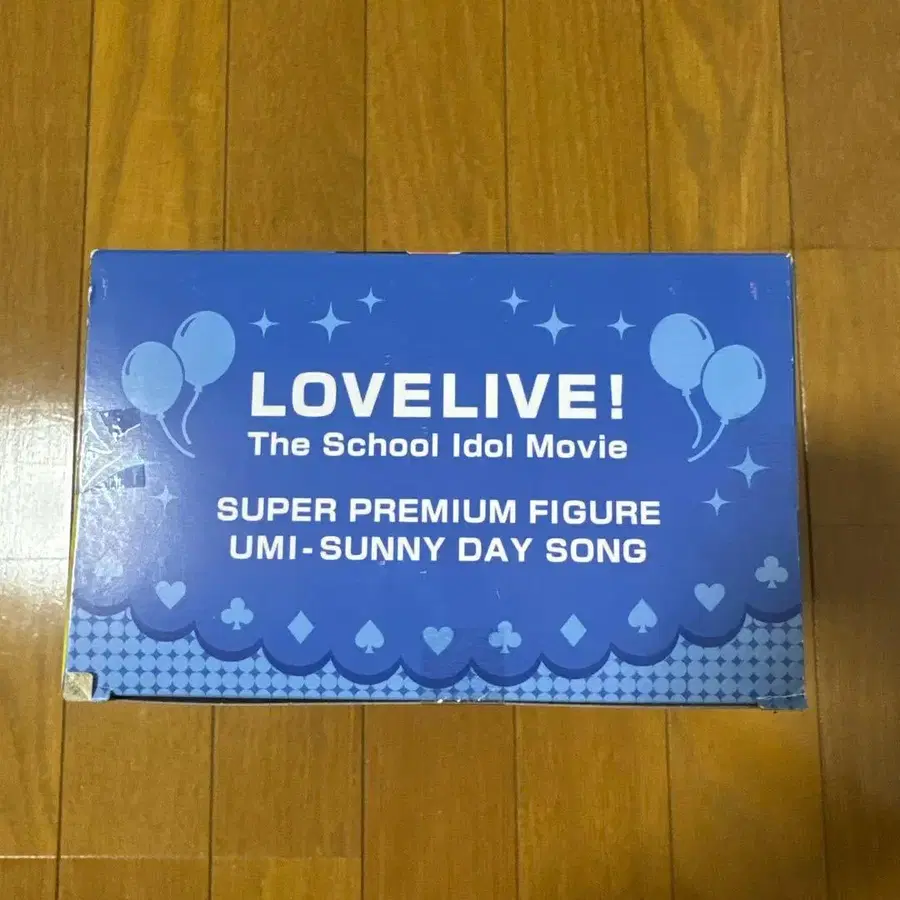 LOVELIVE!
The School Idol Movie
SUPER PREMIUM FIGURE
UMI-SUNNY DAY SONG